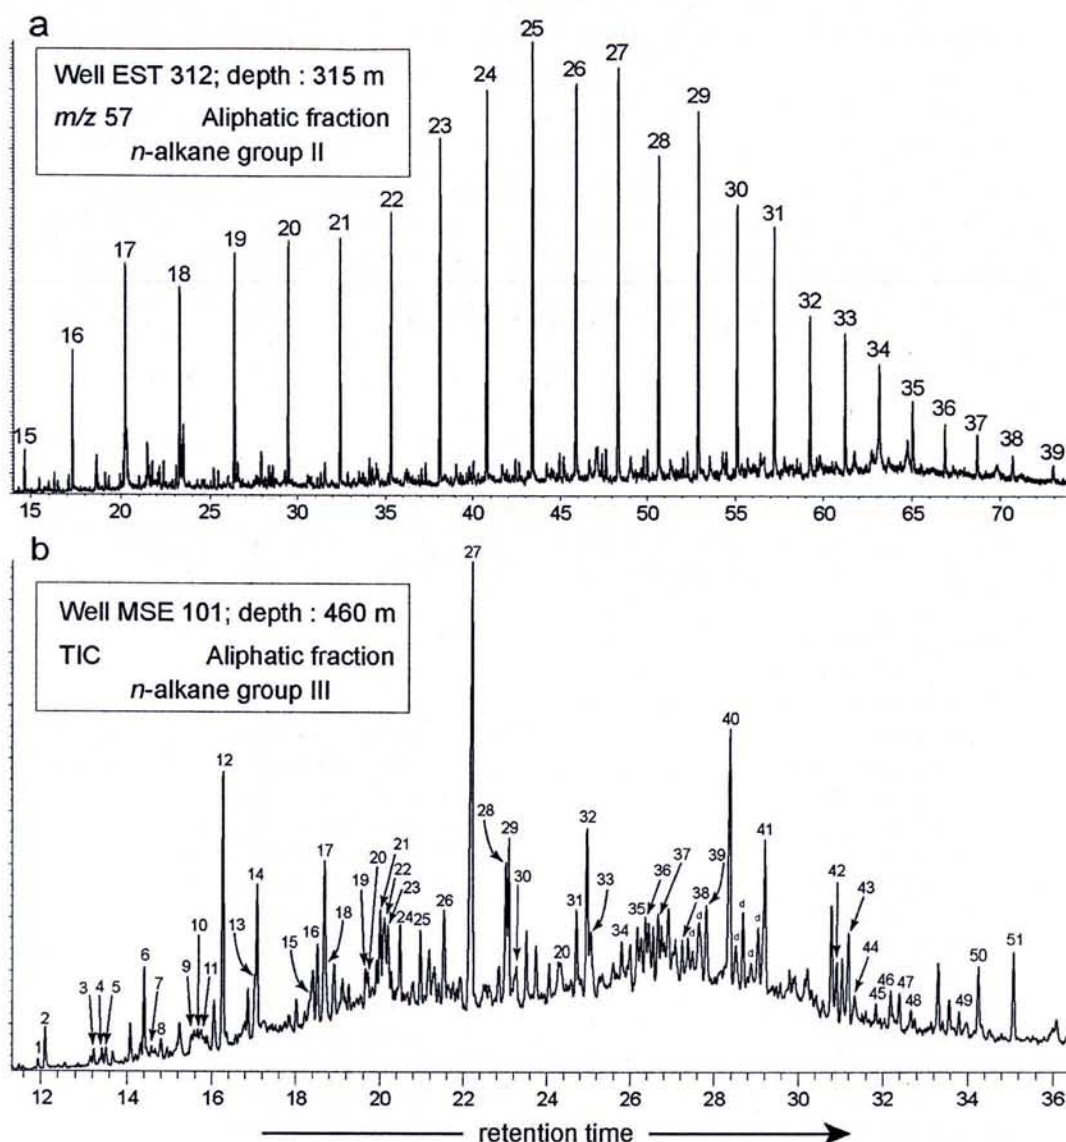 a
Well EST 312; depth : 315 m
m/z 57 Aliphatic fraction
n-alkane group II
15 16 17 18 19 20 21 22 23 24 25 26 27 28 29 30 31 32 33 34 35 36 37 38 39
15 20 25 30 35 40 45 50 55 60 65 70
b
Well MSE 101; depth : 460 m
TIC Aliphatic fraction
n-alkane group III
1 2 3 4 5 6 7 8 9 10 11 12 13 14 15 16 17 18 19 20 21 22 23 24 25 26 27 28 29 30 20 31 32 33 34 35 36 37 38 d d d 39 40 d d d 41 42 43 44 45 46 47 48 49 50 51
12 14 16 18 20 22 24 26 28 30 32 34 36
retention time